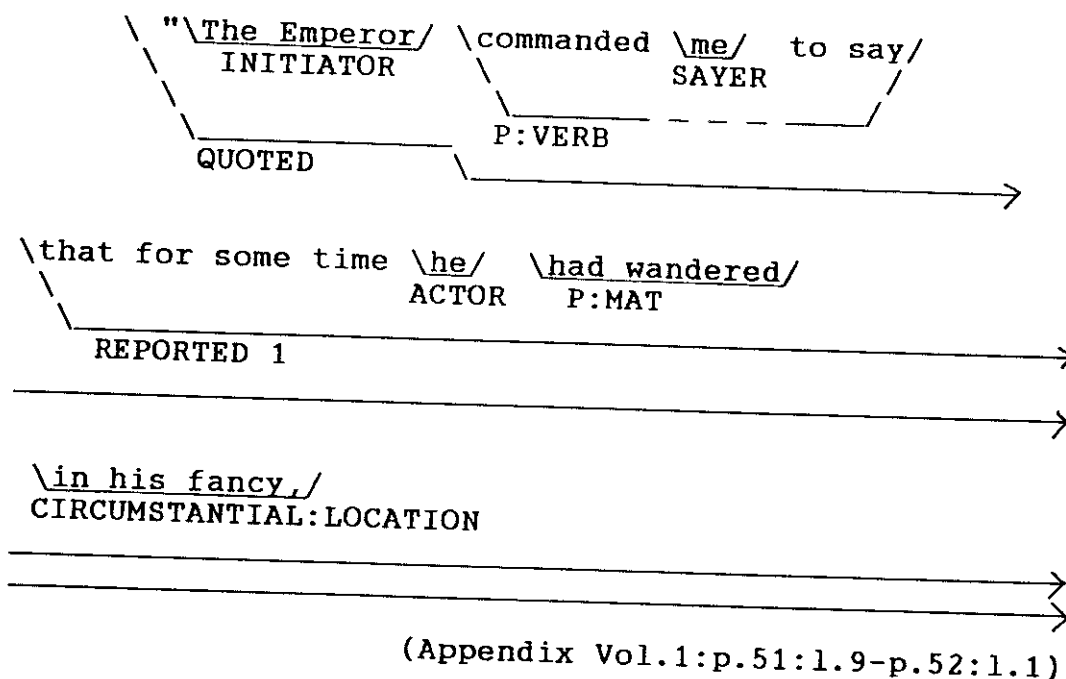 "\The Emperor/ \commanded \me/ to say/
INITIATOR SAYER
P:VERB
QUOTED
\that for some time \he/ \had wandered/
ACTOR P:MAT
REPORTED 1
\in his fancy,/
CIRCUMSTANTIAL:LOCATION
(Appendix Vol.1:p.51:l.9-p.52:l.1)